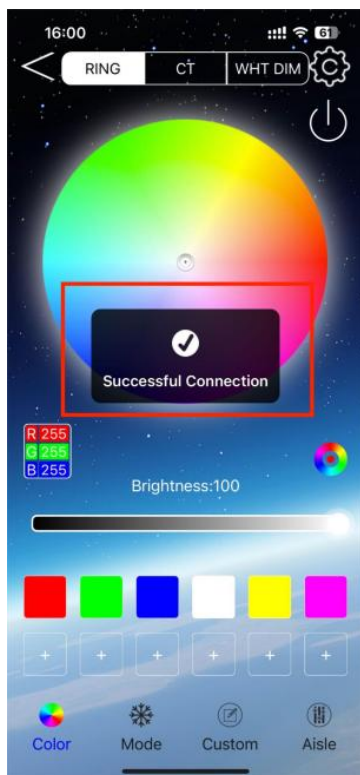 16:00
61
RING CT WHT DIM
Successful Connection
R 255
G 255
B 255
Brightness:100
Color Mode Custom Aisle